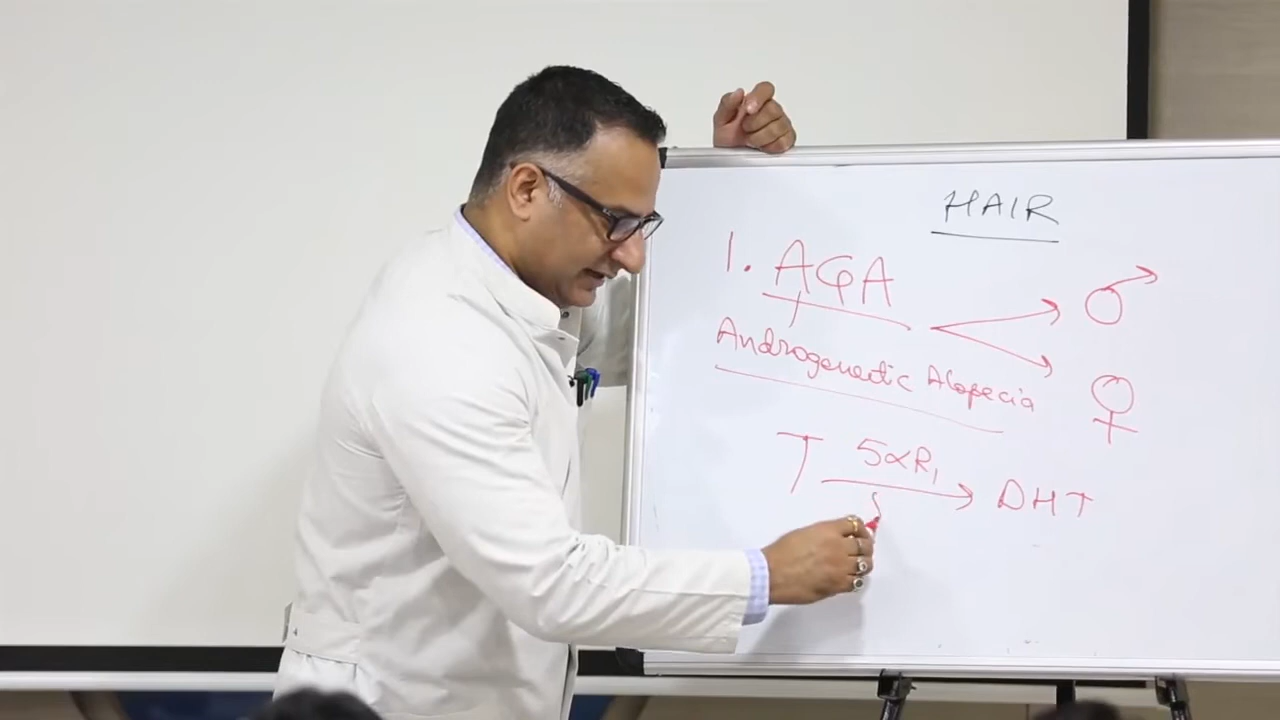 HAIR
1. AGA
♂
Androgenetic Alopecia
♀
T 5αR1 → DHT